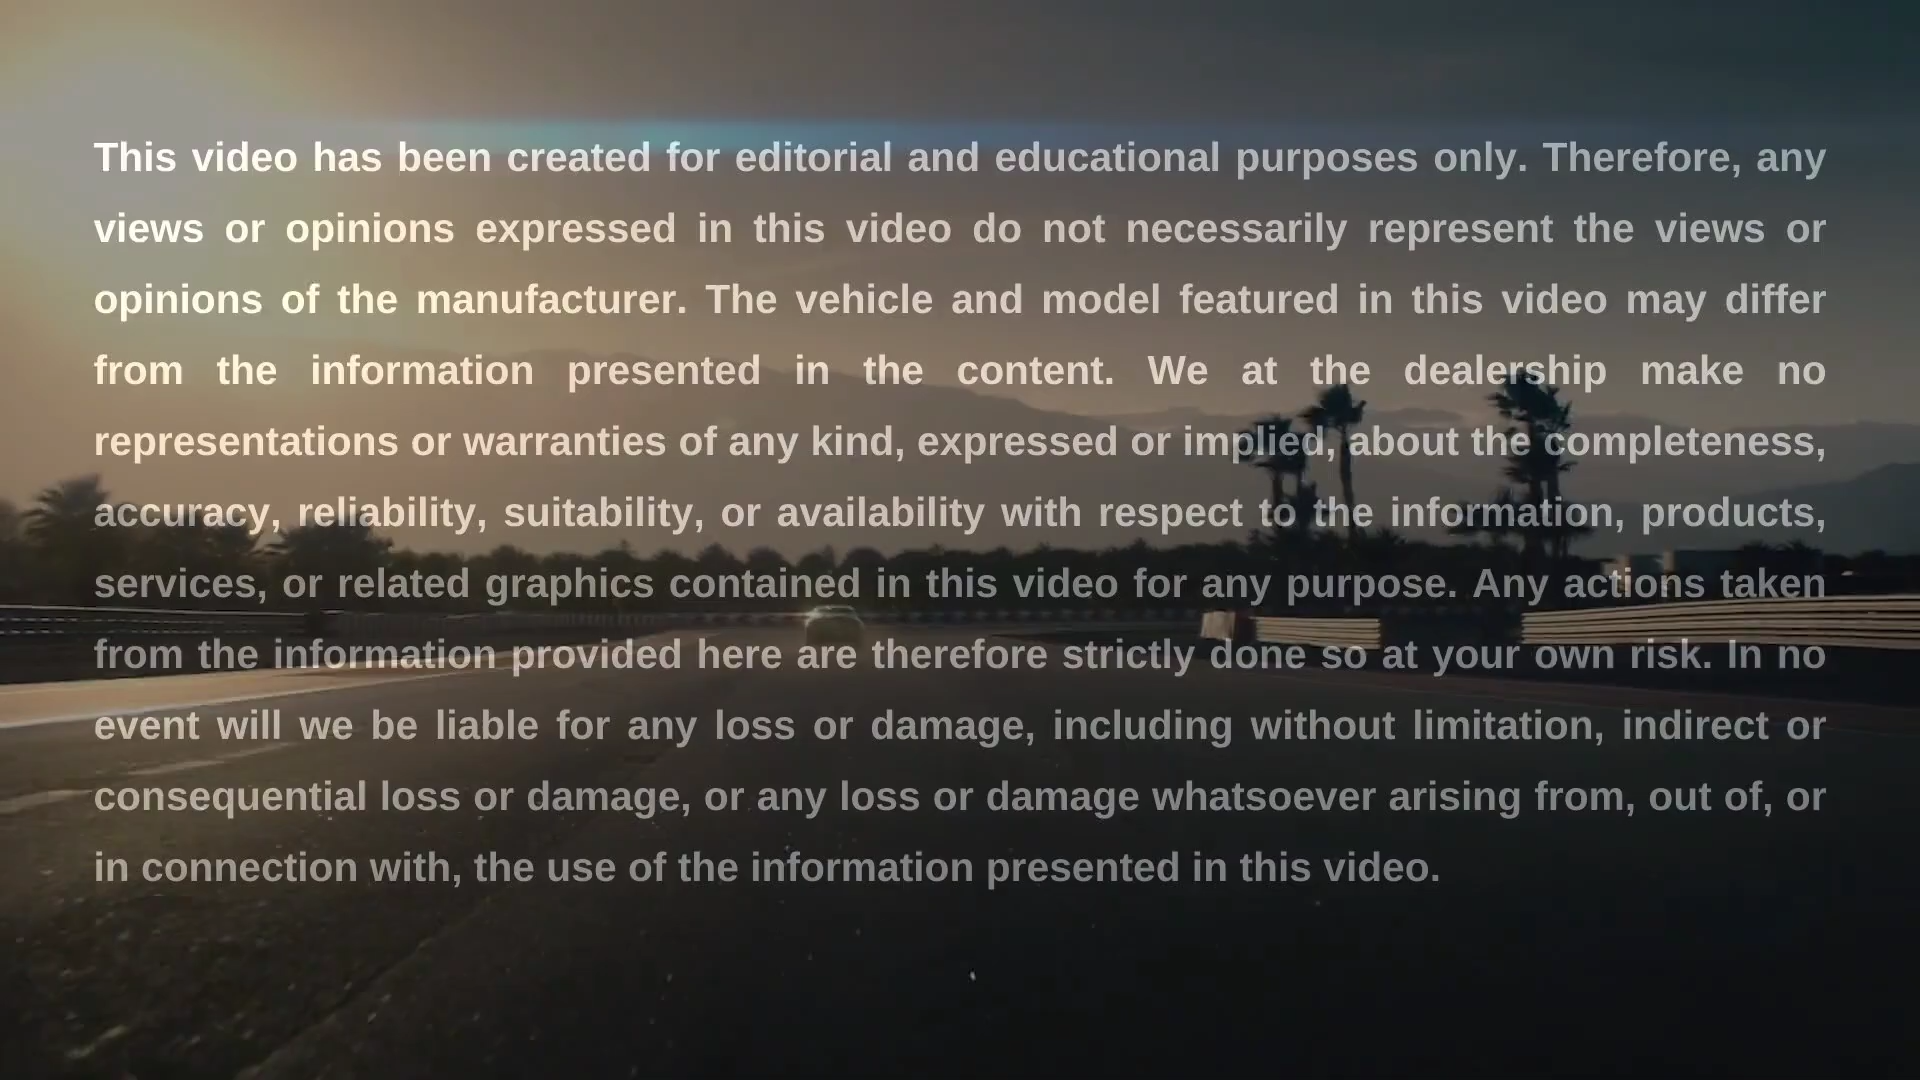 This video has been created for editorial and educational purposes only. Therefore, any
views or opinions expressed in this video do not necessarily represent the views or
opinions of the manufacturer. The vehicle and model featured in this video may differ
from the information presented in the content. We at the dealership make no
representations or warranties of any kind, expressed or implied, about the completeness,
accuracy, reliability, suitability, or availability with respect to the information, products,
services, or related graphics contained in this video for any purpose. Any actions taken
from the information provided here are therefore strictly done so at your own risk. In no
event will we be liable for any loss or damage, including without limitation, indirect or
consequential loss or damage, or any loss or damage whatsoever arising from, out of, or
in connection with, the use of the information presented in this video.